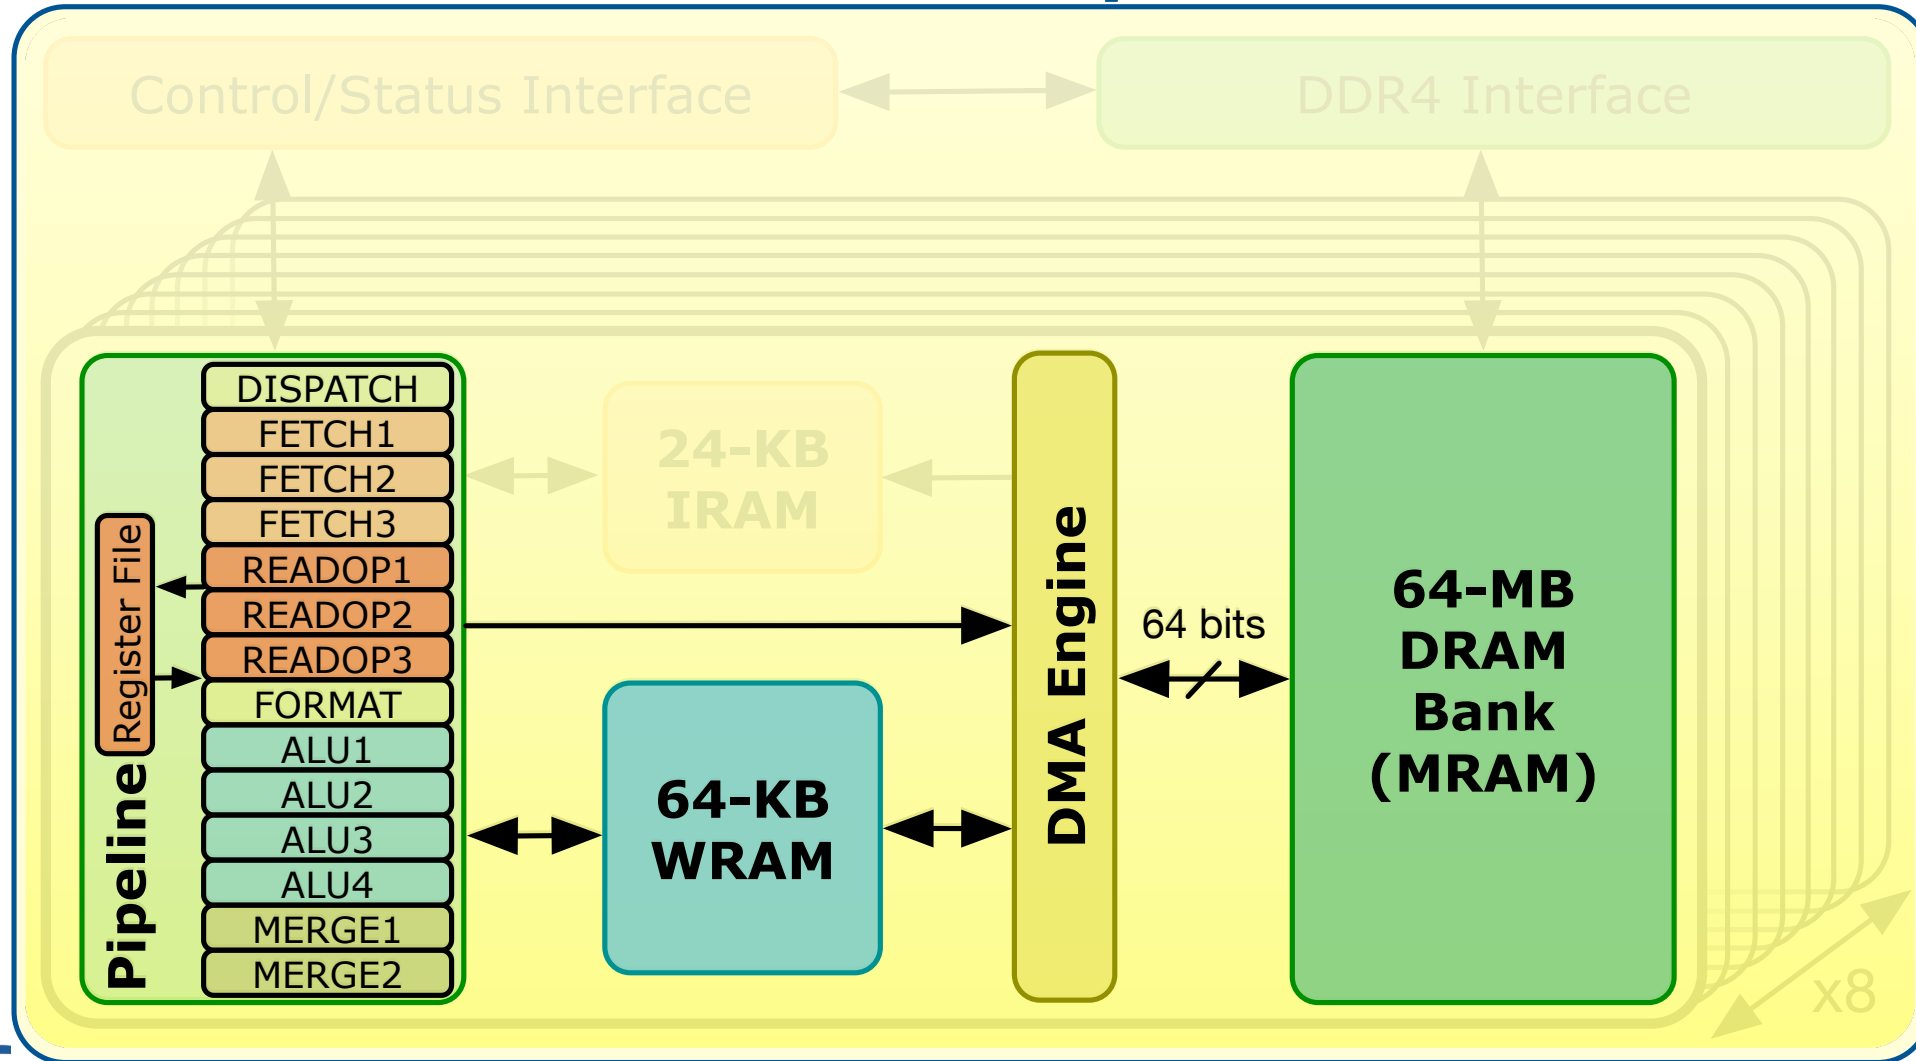 Control/Status Interface
DDR4 Interface
DISPATCH
FETCH1
FETCH2
FETCH3
READOP1
READOP2
READOP3
FORMAT
ALU1
ALU2
ALU3
ALU4
MERGE1
MERGE2
Register File
Pipeline
24-KB
IRAM
64-KB
WRAM
DMA Engine
64 bits
64-MB
DRAM
Bank
(MRAM)
x8